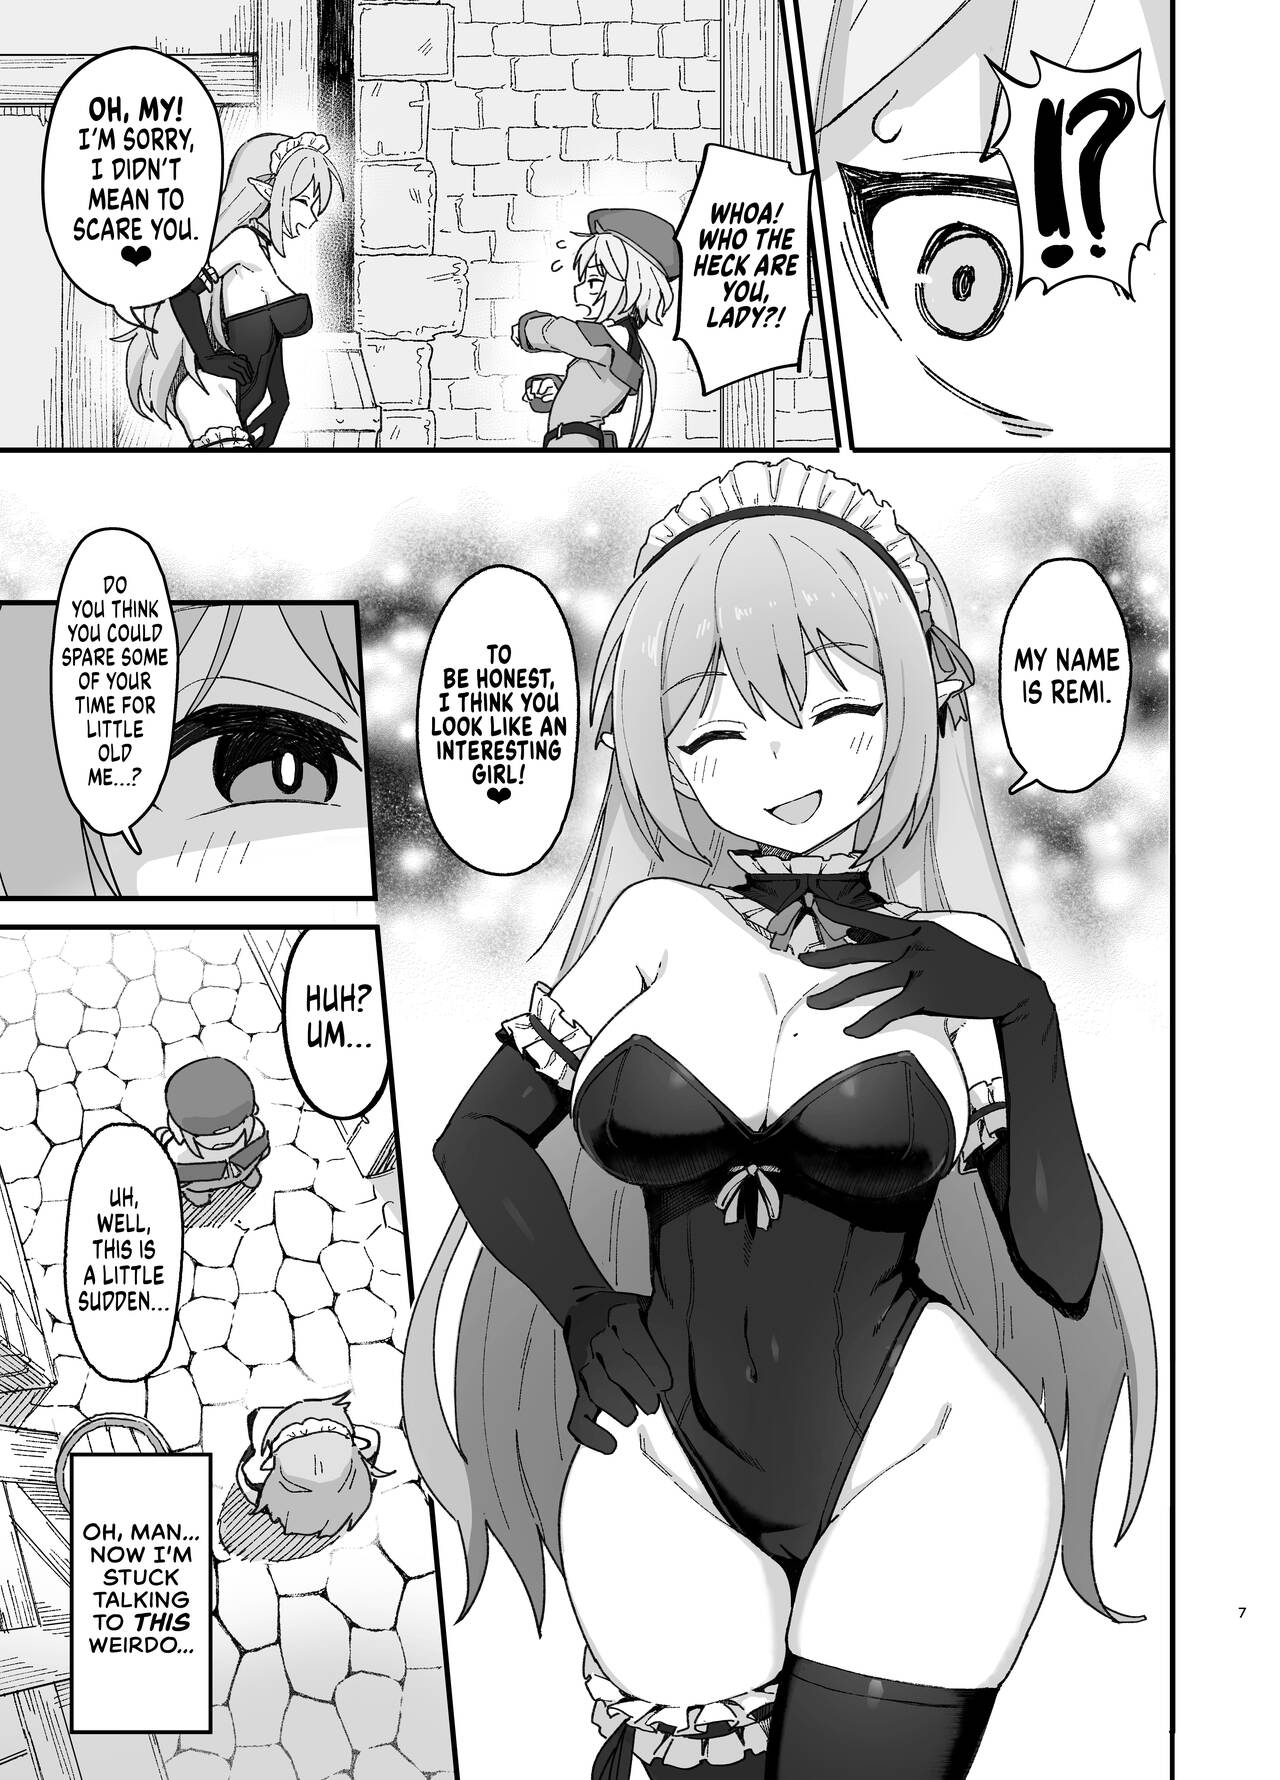 !?
WHOA!
WHO THE
HECK ARE
YOU,
LADY?!
OH, MY!
I'M SORRY,
I DIDN'T
MEAN TO
SCARE YOU.
♥
MY NAME
IS REMI.
TO
BE HONEST,
I THINK YOU
LOOK LIKE AN
INTERESTING
GIRL!
♥
DO
YOU THINK
YOU COULD
SPARE SOME
OF YOUR
TIME FOR
LITTLE
OLD
ME...?
HUH?
UM...
UH,
WELL,
THIS IS
A LITTLE
SUDDEN...
OH, MAN...
NOW I'M
STUCK
TALKING
TO THIS
WEIRDO...
7